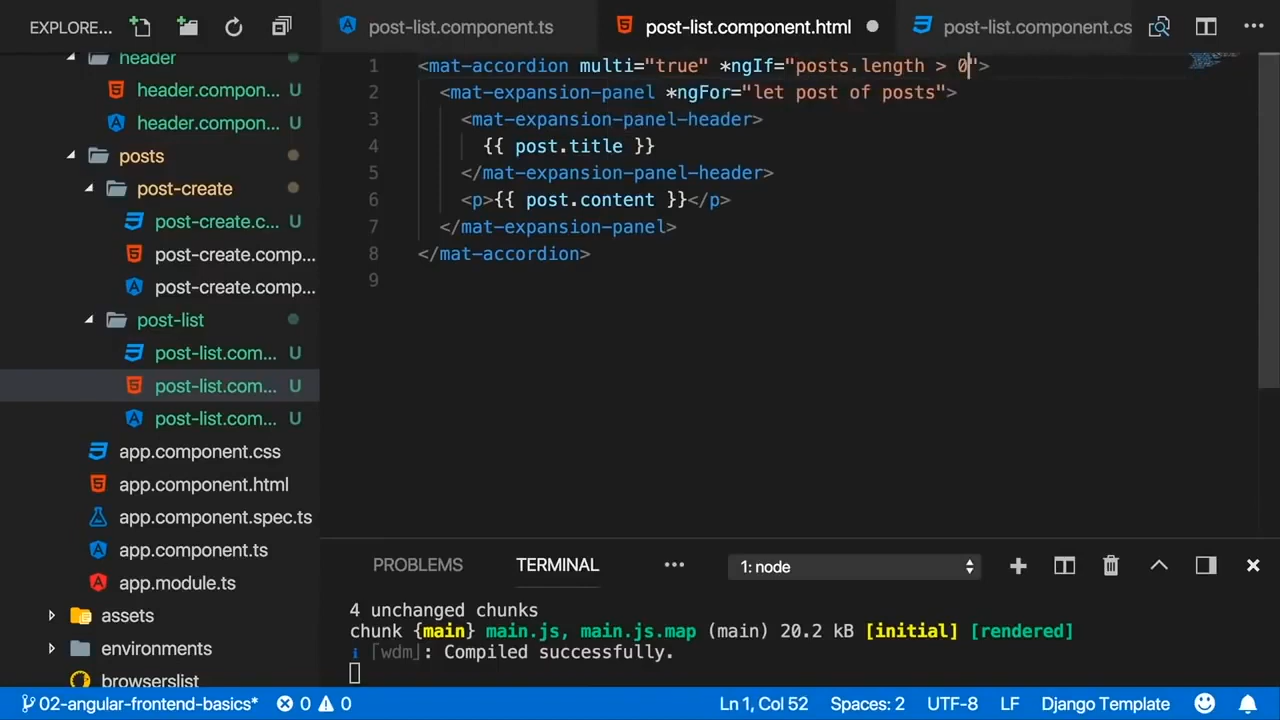 EXPLORE...
post-list.component.ts
post-list.component.html
post-list.component.cs
header
header.compon... U
header.compon... U
posts
post-create
post-create.c... U
post-create.comp...
post-create.comp...
post-list
post-list.com... U
post-list.com... U
post-list.com... U
app.component.css
app.component.html
app.component.spec.ts
app.component.ts
app.module.ts
assets
environments
browserslist
1 <mat-accordion multi="true" *ngIf="posts.length > 0">
2 <mat-expansion-panel *ngFor="let post of posts">
3 <mat-expansion-panel-header>
4 {{ post.title }}
5 </mat-expansion-panel-header>
6 <p>{{ post.content }}</p>
7 </mat-expansion-panel>
8 </mat-accordion>
9
PROBLEMS TERMINAL ... 1: node
4 unchanged chunks
chunk {main} main.js, main.js.map (main) 20.2 kB [initial] [rendered]
i ｢wdm｣: Compiled successfully.
02-angular-frontend-basics* 0 0 Ln 1, Col 52 Spaces: 2 UTF-8 LF Django Template